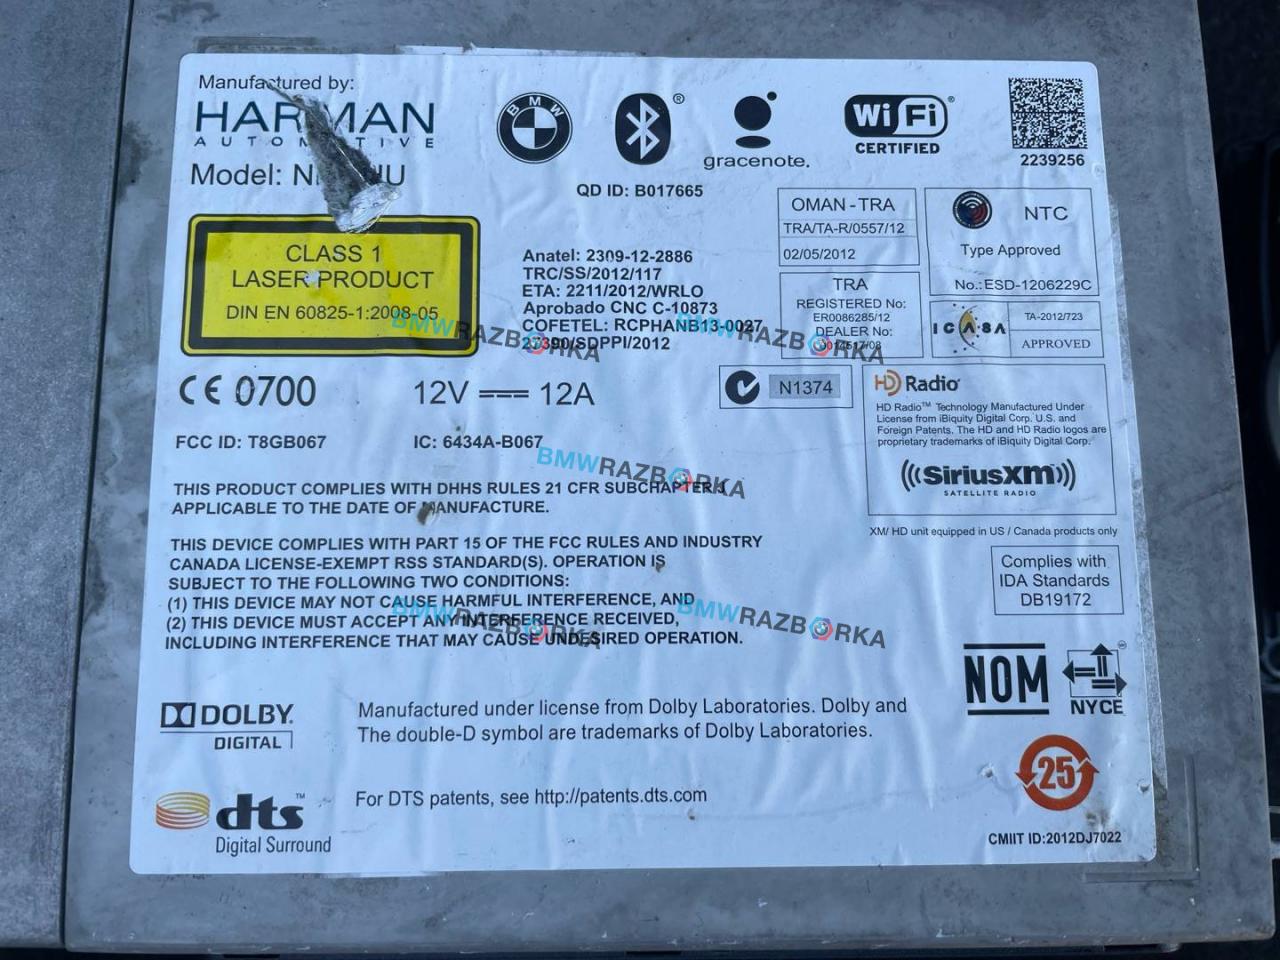 Manufactured by:
HARMAN
AUTOMOTIVE
Model:
BMW
®
gracenote.
WiFi®
CERTIFIED
2239256
QD ID: B017665
CLASS 1
LASER PRODUCT
DIN EN 60825-1:2008-05
Anatel: 2309-12-2886
TRC/SS/2012/117
ETA: 2211/2012/WRLO
Aprobado CNC C-10873
COFETEL: RCPHANB13-0027
27390/SDPPI/2012
OMAN - TRA
TRA/TA-R/0557/12
02/05/2012
TRA
REGISTERED No:
ER0086285/12
DEALER No:
0014517/08
NTC
Type Approved
No.: ESD-1206229C
ICASA
TA-2012/723
APPROVED
CE 0700
12V 12A
N1374
FCC ID: T8GB067
IC: 6434A-B067
HD Radio
HD Radio™ Technology Manufactured Under
License from iBiquity Digital Corp. U.S. and
Foreign Patents. The HD and HD Radio logos are
proprietary trademarks of iBiquity Digital Corp.
SiriusXM
SATELLITE RADIO
XM/ HD unit equipped in US / Canada products only
THIS PRODUCT COMPLIES WITH DHHS RULES 21 CFR SUBCHAPTER J
APPLICABLE TO THE DATE OF MANUFACTURE.
THIS DEVICE COMPLIES WITH PART 15 OF THE FCC RULES AND INDUSTRY
CANADA LICENSE-EXEMPT RSS STANDARD(S). OPERATION IS
SUBJECT TO THE FOLLOWING TWO CONDITIONS:
(1) THIS DEVICE MAY NOT CAUSE HARMFUL INTERFERENCE, AND
(2) THIS DEVICE MUST ACCEPT ANY INTERFERENCE RECEIVED,
INCLUDING INTERFERENCE THAT MAY CAUSE UNDESIRED OPERATION.
Complies with
IDA Standards
DB19172
NOM
NYCE
DOLBY
DIGITAL
Manufactured under license from Dolby Laboratories. Dolby and
The double-D symbol are trademarks of Dolby Laboratories.
25
dts™
Digital Surround
For DTS patents, see http://patents.dts.com
CMIIT ID:2012DJ7022
BMWRAZBORKA
BMWRAZBORKA
BMWRAZBORKA
BMWRAZBORKA
BMWRAZBORKA